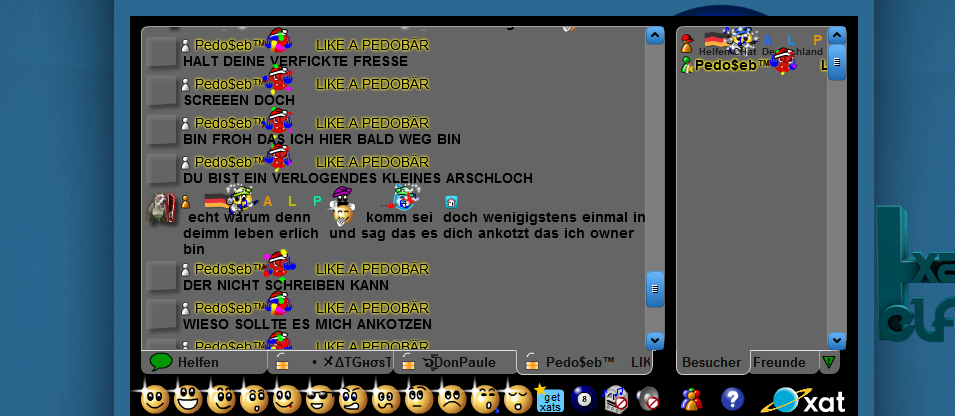 Pedo$eb™ LIKE.A.PEDOBÄR
HALT DEINE VERFICKTE FRESSE
Pedo$eb™ LIKE.A.PEDOBÄR
SCREEEN DOCH
Pedo$eb™ LIKE.A.PEDOBÄR
BIN FROH DAS ICH HIER BALD WEG BIN
Pedo$eb™ LIKE.A.PEDOBÄR
DU BIST EIN VERLOGENDES KLEINES ARSCHLOCH
A L P
echt warum denn komm sei doch wenigigstens einmal in
deimm leben erlich und sag das es dich ankotzt das ich owner
bin
Pedo$eb™ LIKE.A.PEDOBÄR
DER NICHT SCHREIBEN KANN
Pedo$eb™ LIKE.A.PEDOBÄR
WIESO SOLLTE ES MICH ANKOTZEN
Pedo$eb™ LIKE.A.PEDOBÄR
A L P
Helfen CHat Deutschland
Pedo$eb™ L
Helfen
DonPaule
Pedo$eb™ LIK
Besucher
Freunde
get
xats
8
?
xat
xa
elf